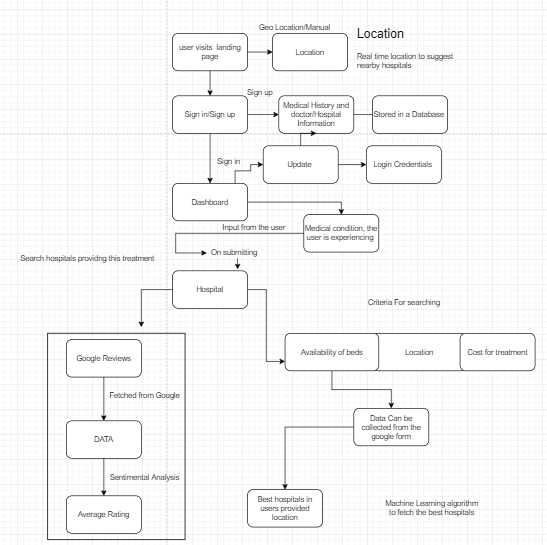 Geo Location/Manual
Location
user visits landing
page
Location
Real time location to suggest
nearby hospitals
Sign up
Sign in/Sign up
Medical History and
doctor/Hospital
Information
Stored in a Database
Sign in
Update
Login Credentials
Dashboard
Input from the user
Medical condition, the
user is experiencing
On submitting
Search hospitals providng this treatment
Hospital
Criteria For searching
Google Reviews
Availability of beds
Location
Cost for treatment
Fetched from Google
Data Can be
collected from the
google form
DATA
Sentimental Analysis
Average Rating
Best hospitals in
users provided
location
Machine Learning algorithm
to fetch the best hospitals